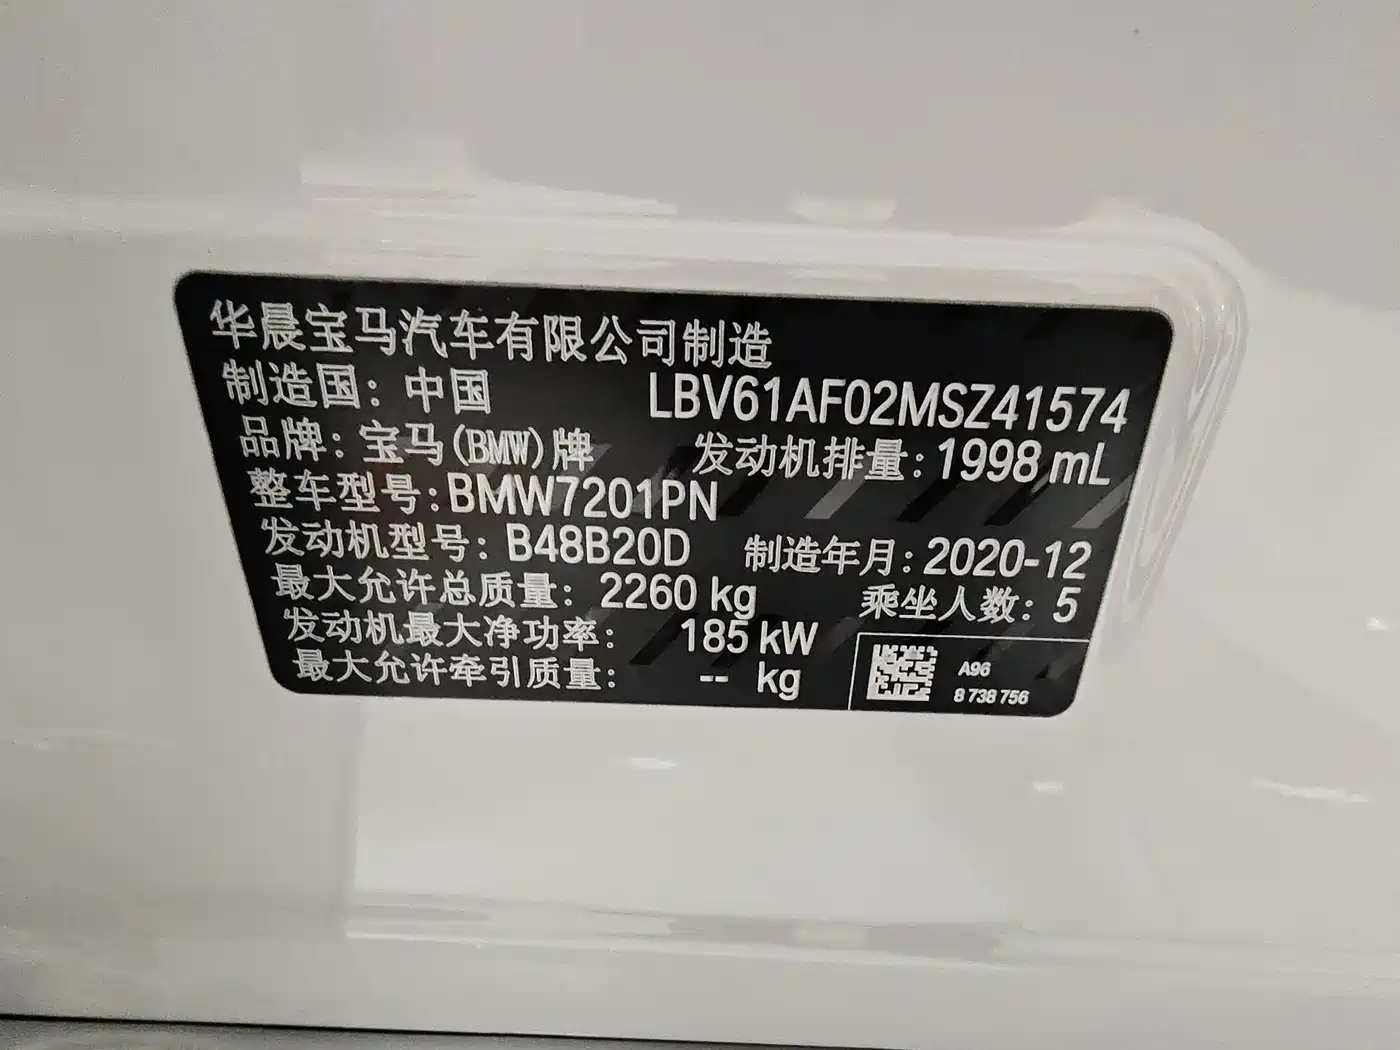 华晨宝马汽车有限公司制造
制造国：中国 LBV61AF02MSZ41574
品牌：宝马(BMW)牌 发动机排量：1998 mL
整车型号：BMW7201PN
发动机型号：B48B20D 制造年月：2020-12
最大允许总质量：2260 kg 乘坐人数：5
发动机最大净功率：185 kW
最大允许牵引质量：-- kg
A96
8 738 756